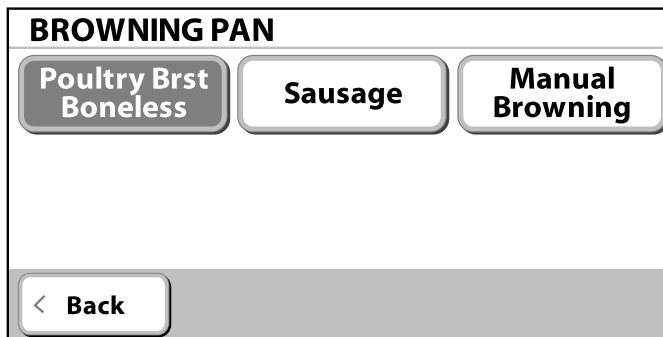 BROWNING PAN
Poultry Brst
Boneless
Sausage
Manual
Browning
< Back